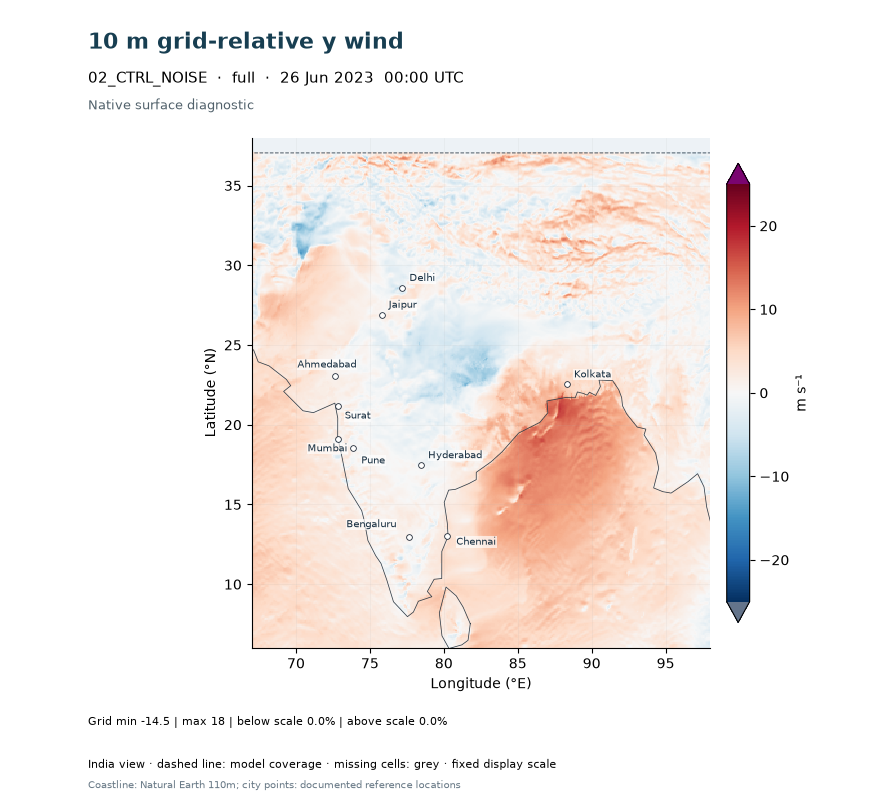 10 m grid-relative y wind
02_CTRL_NOISE · full · 26 Jun 2023 00:00 UTC
Native surface diagnostic
35
30
25
20
15
10
Latitude (°N)
70
75
80
85
90
95
Longitude (°E)
Delhi
Jaipur
Ahmedabad
Kolkata
Surat
Mumbai
Pune
Hyderabad
Bengaluru
Chennai
20
10
0
−10
−20
m s⁻¹
Grid min -14.5 | max 18 | below scale 0.0% | above scale 0.0%
India view · dashed line: model coverage · missing cells: grey · fixed display scale
Coastline: Natural Earth 110m; city points: documented reference locations